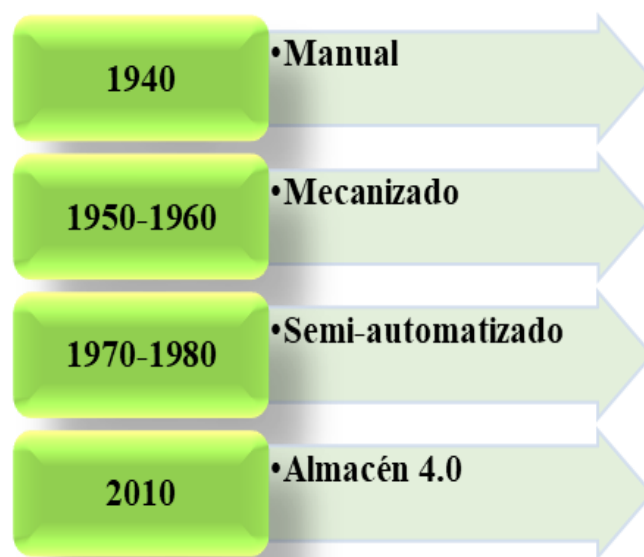 1940
•Manual
1950-1960
•Mecanizado
1970-1980
•Semi-automatizado
2010
•Almacén 4.0